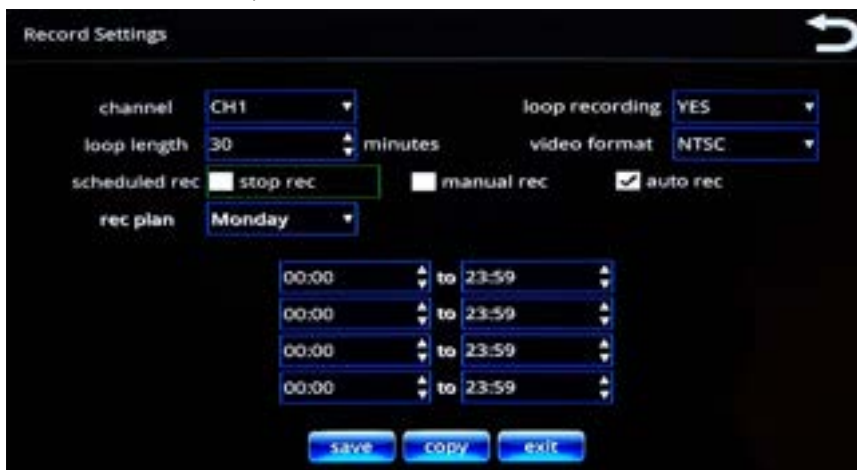 Record Settings
channel CH1 loop recording YES
loop length 30 minutes video format NTSC
scheduled rec stop rec manual rec auto rec
rec plan Monday
00:00 to 23:59
00:00 to 23:59
00:00 to 23:59
00:00 to 23:59
save copy exit